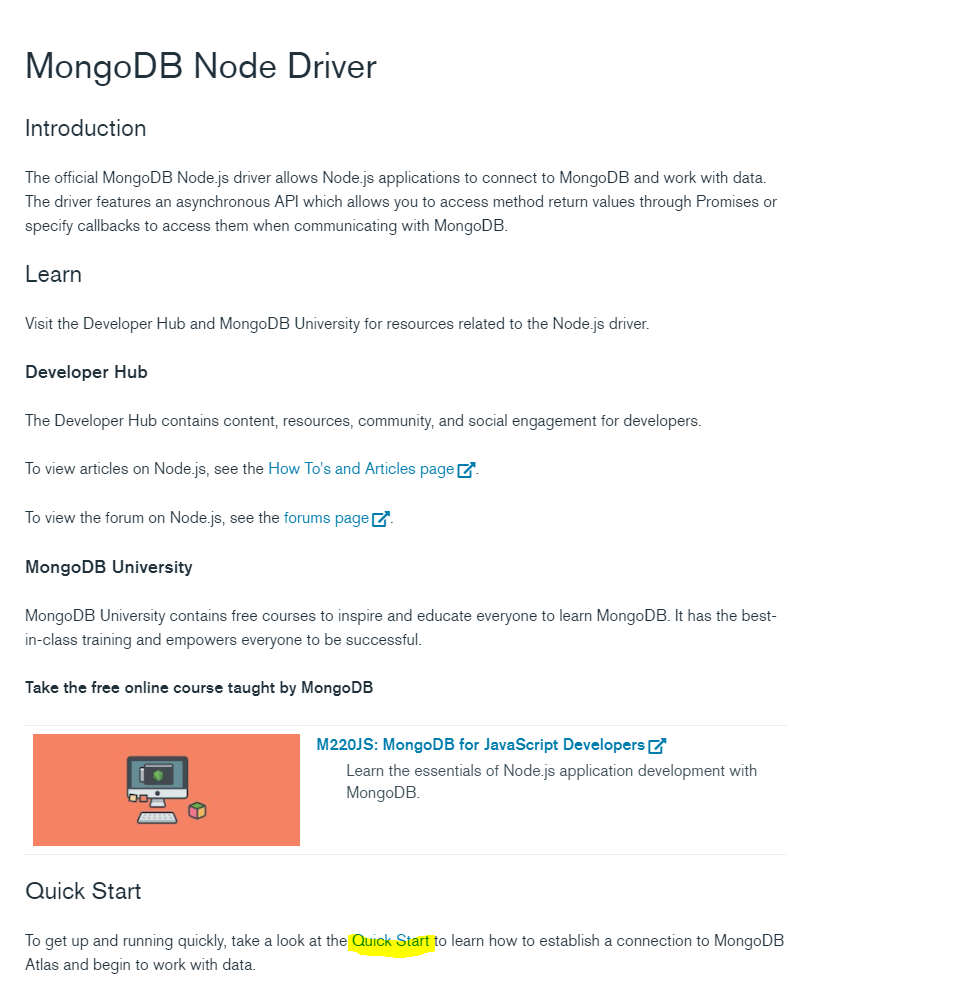 MongoDB Node Driver
Introduction
The official MongoDB Node.js driver allows Node.js applications to connect to MongoDB and work with data.
The driver features an asynchronous API which allows you to access method return values through Promises or
specify callbacks to access them when communicating with MongoDB.
Learn
Visit the Developer Hub and MongoDB University for resources related to the Node.js driver.
Developer Hub
The Developer Hub contains content, resources, community, and social engagement for developers.
To view articles on Node.js, see the How To's and Articles page.
To view the forum on Node.js, see the forums page.
MongoDB University
MongoDB University contains free courses to inspire and educate everyone to learn MongoDB. It has the best-
in-class training and empowers everyone to be successful.
Take the free online course taught by MongoDB
M220JS: MongoDB for JavaScript Developers
Learn the essentials of Node.js application development with
MongoDB.
Quick Start
To get up and running quickly, take a look at the Quick Start to learn how to establish a connection to MongoDB
Atlas and begin to work with data.